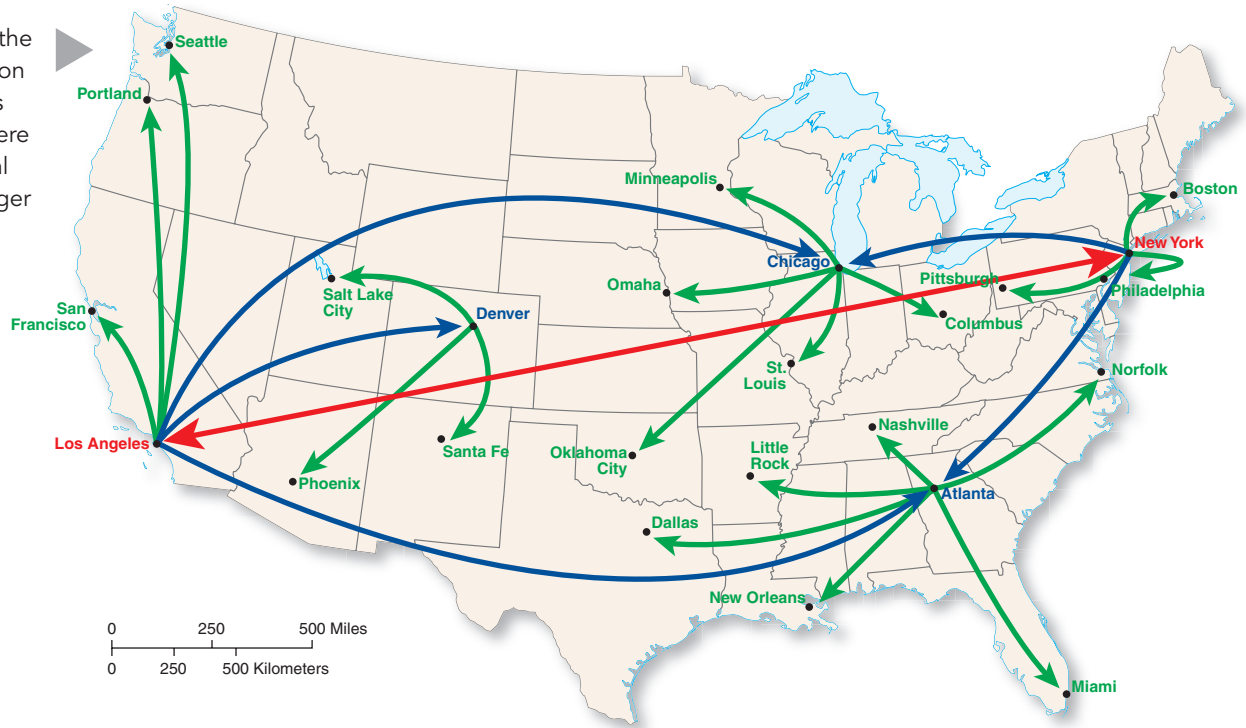 the
on
s
ere
al
ger
Seattle
Portland
San
Francisco
Los Angeles
Salt Lake
City
Denver
Santa Fe
Phoenix
Minneapolis
Omaha
Chicago
St.
Louis
Oklahoma
City
Columbus
Pittsburgh
Boston
New York
Philadelphia
Norfolk
Nashville
Little
Rock
Atlanta
Dallas
New Orleans
Miami
0 250 500 Miles
0 250 500 Kilometers